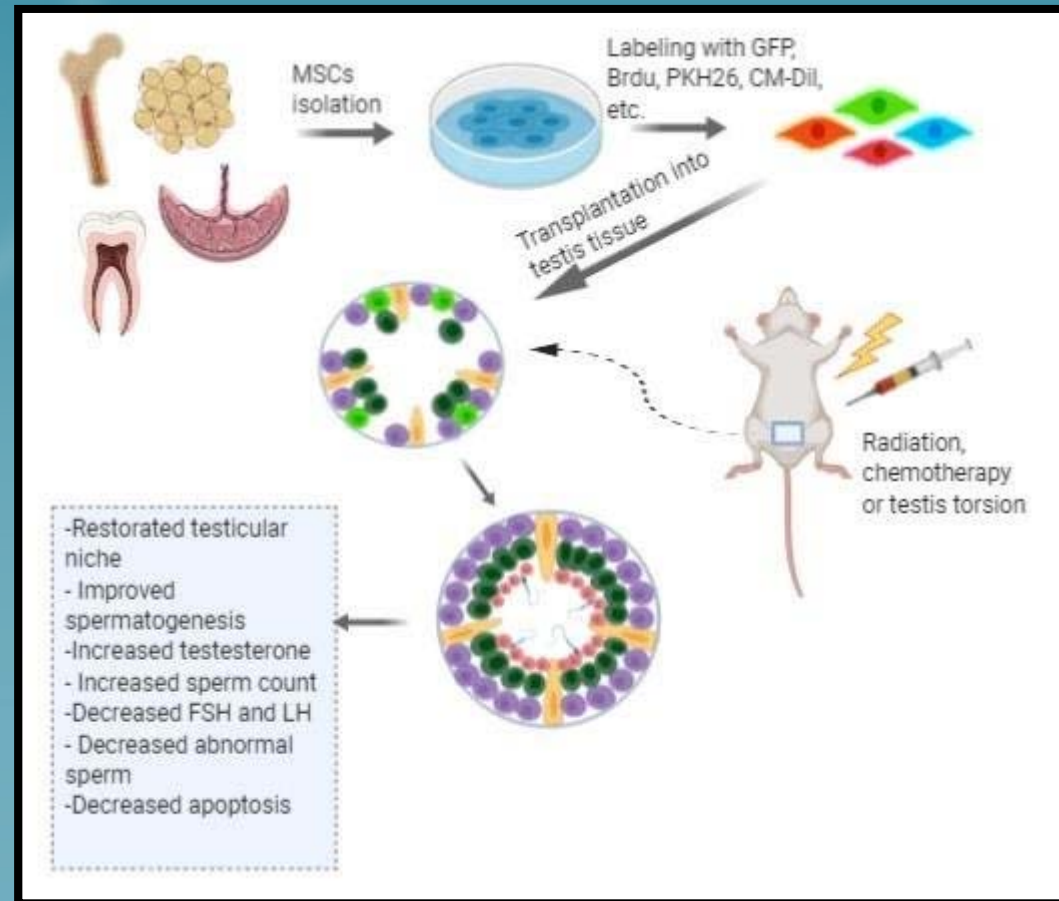 MSCs
isolation
Labeling with GFP,
Brdu, PKH26, CM-Dil,
etc.
Transplantation into
testis tissue
Radiation,
chemotherapy
or testis torsion
-Restorated testicular
niche
- Improved
spermatogenesis
-Increased testesterone
- Increased sperm count
-Decreased FSH and LH
- Decreased abnormal
sperm
-Decreased apoptosis